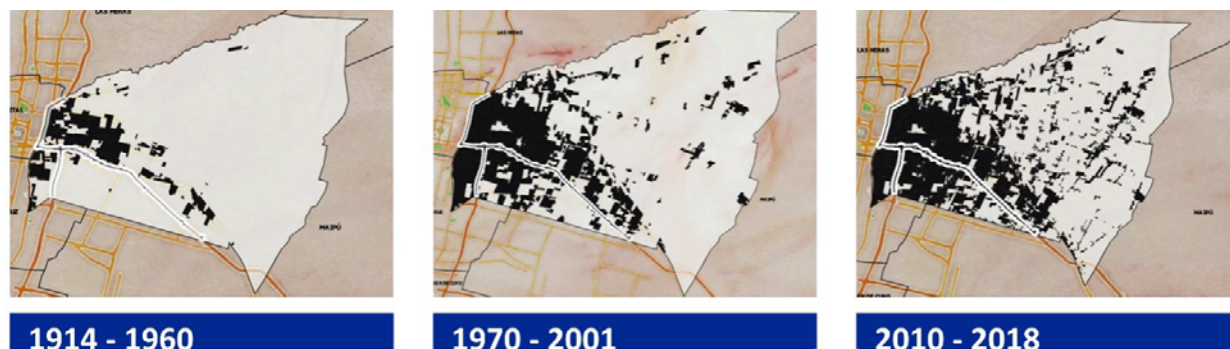 LAS HERAS
MAIPÚ
1914 - 1960
LAS HERAS
MAIPÚ
1970 - 2001
LAS HERAS
MAIPÚ
2010 - 2018